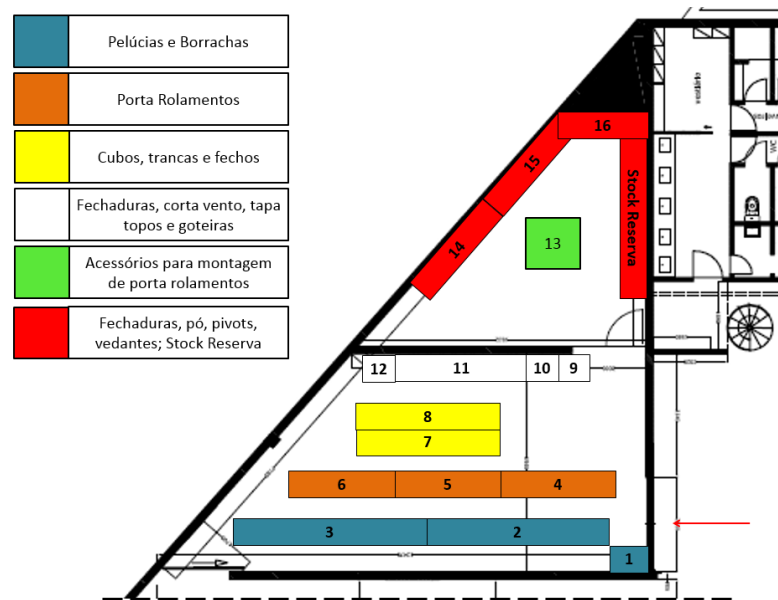 Pelúcias e Borrachas
Porta Rolamentos
Cubos, trancas e fechos
Fechaduras, corta vento, tapa
topos e goteiras
Acessórios para montagem
de porta rolamentos
Fechaduras, pó, pivots,
vedantes; Stock Reserva
vestiário
WC
16
15
Stock Reserva
14
13
12
11
10
9
8
7
6
5
4
3
2
1